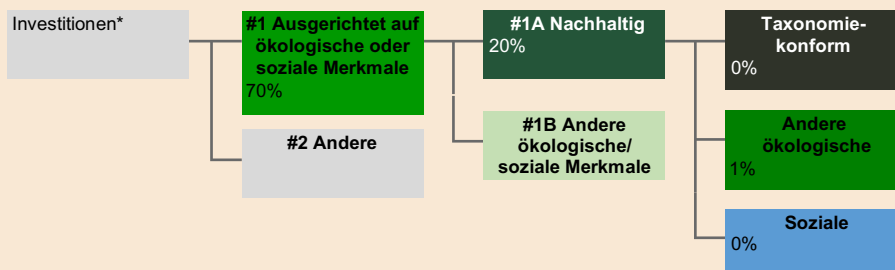 Investitionen*
#1 Ausgerichtet auf
ökologische oder
soziale Merkmale
70%
#2 Andere
#1A Nachhaltig
20%
#1B Andere
ökologische/
soziale Merkmale
Taxonomie-
konform
0%
Andere
ökologische
1%
Soziale
0%